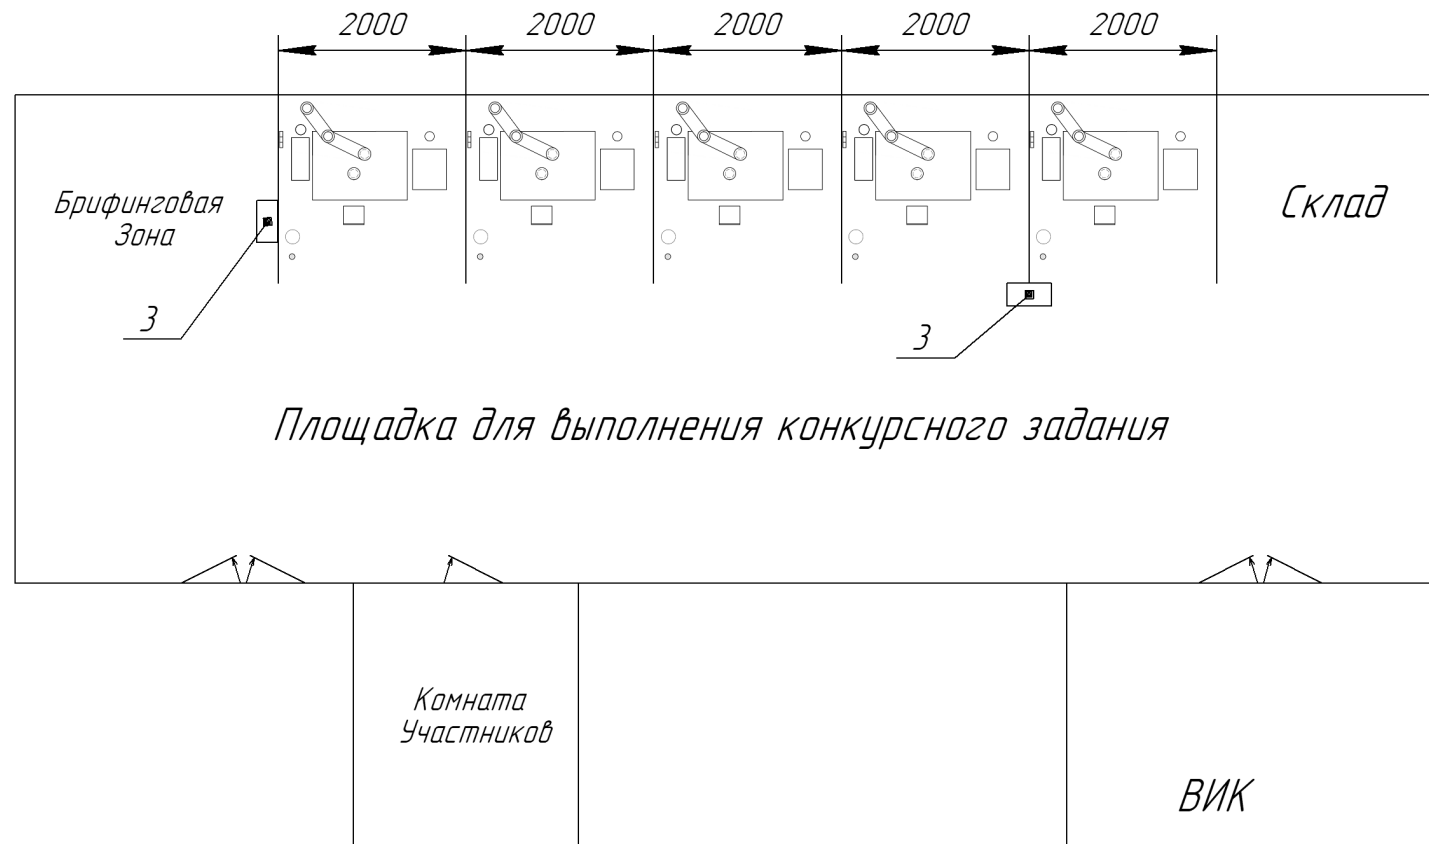 2000
2000
2000
2000
2000
Брифинговая
Зона
Склад
3
3
Площадка для выполнения конкурсного задания
Комната
Участников
ВИК